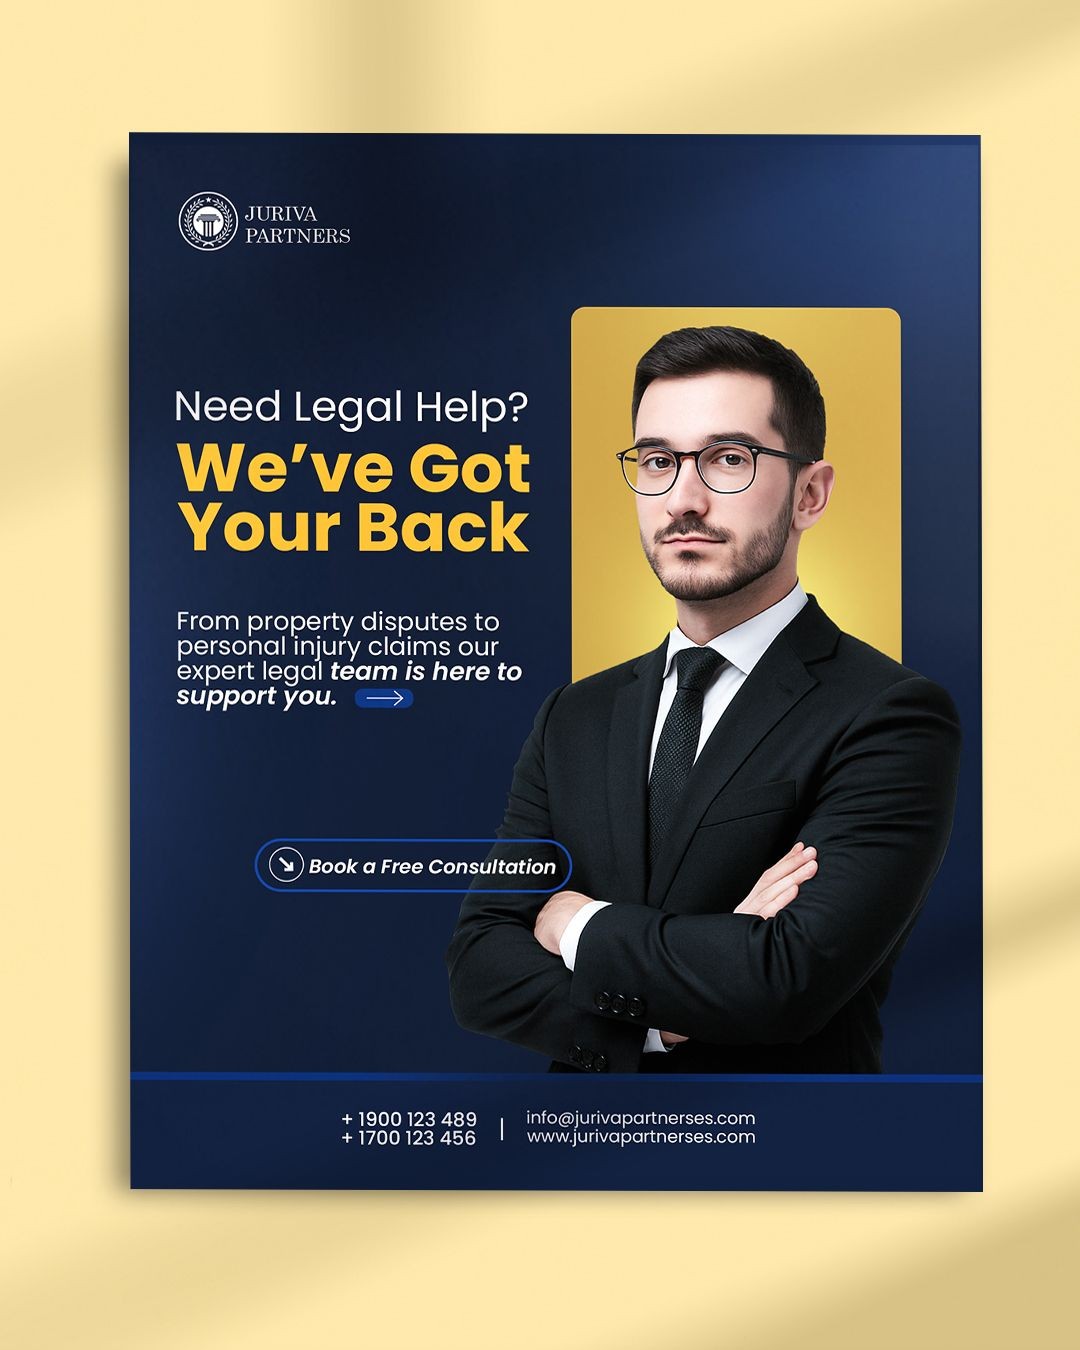 JURIVA
PARTNERS
Need Legal Help?
We’ve Got
Your Back
From property disputes to
personal injury claims our
expert legal team is here to
support you.
Book a Free Consultation
+ 1900 123 489
+ 1700 123 456
info@jurivapartnerses.com
www.jurivapartnerses.com